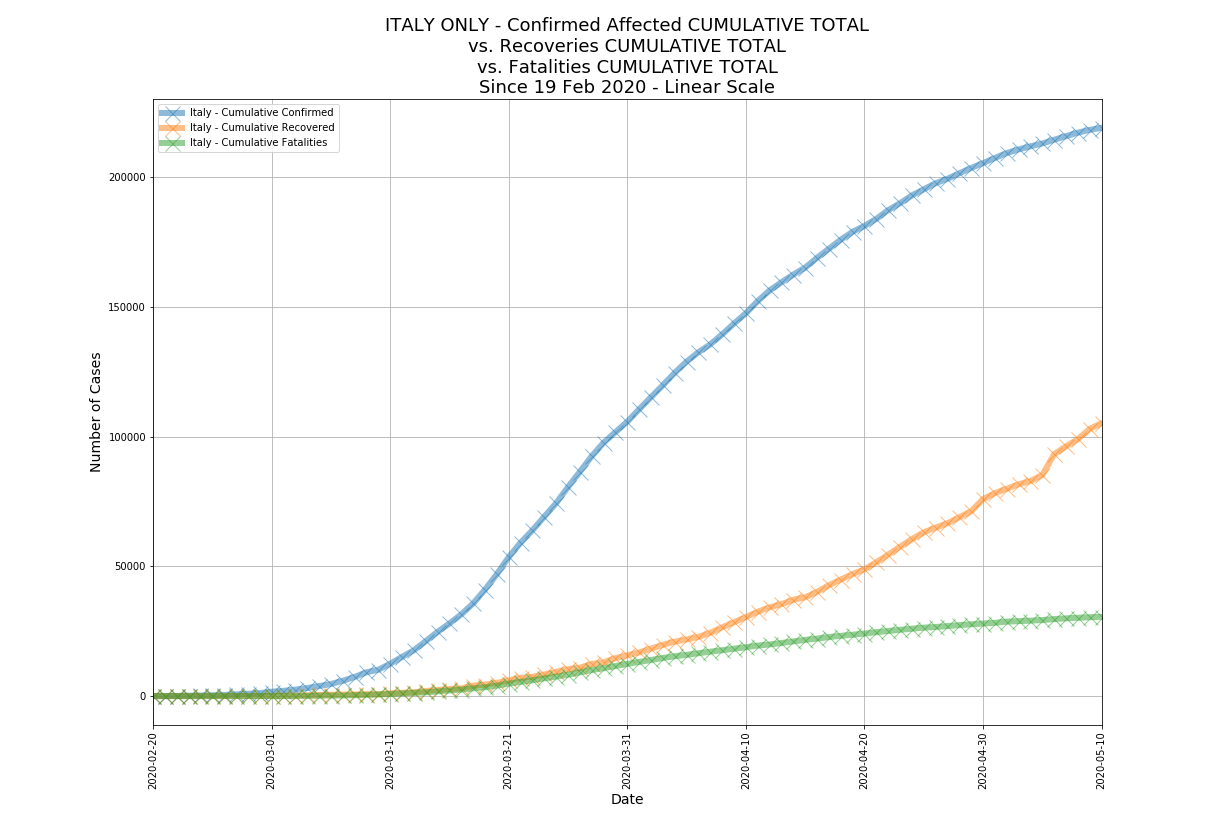 ITALY ONLY - Confirmed Affected CUMULATIVE TOTAL
vs. Recoveries CUMULATIVE TOTAL
vs. Fatalities CUMULATIVE TOTAL
Since 19 Feb 2020 - Linear Scale
Italy - Cumulative Confirmed
Italy - Cumulative Recovered
Italy - Cumulative Fatalities
Number of Cases
200000
150000
100000
50000
0
2020-02-20
2020-03-01
2020-03-11
2020-03-21
2020-03-31
2020-04-10
2020-04-20
2020-04-30
2020-05-10
Date